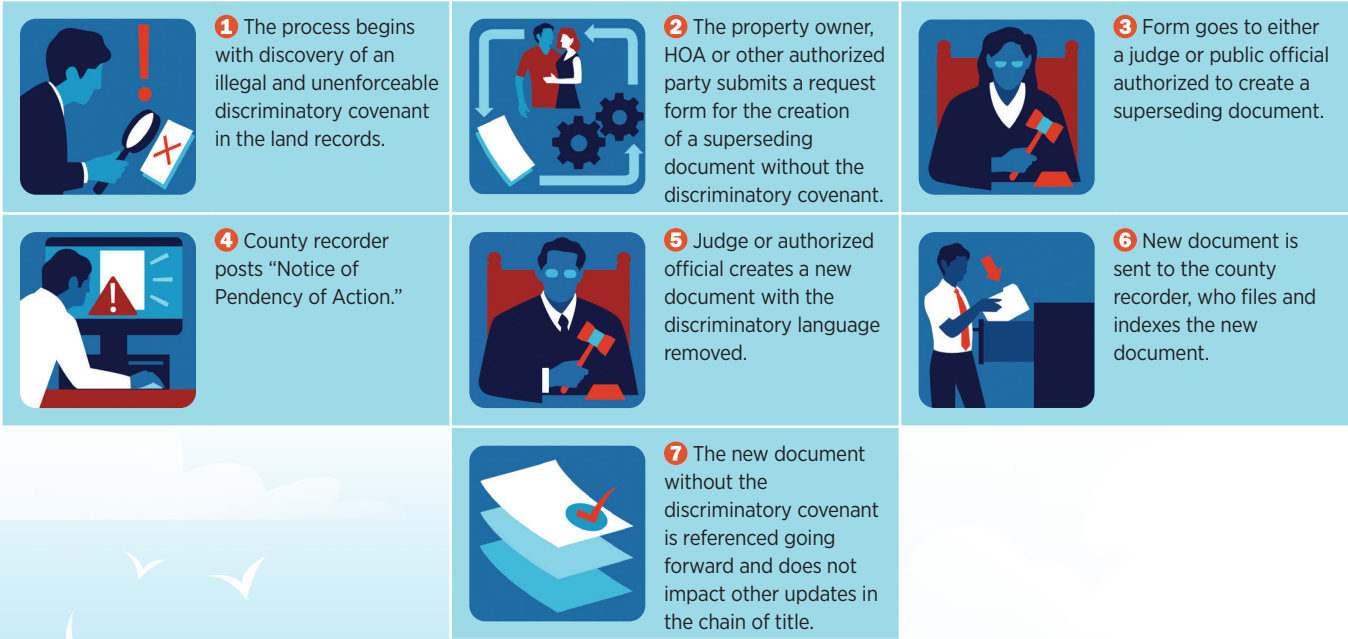 1 The process begins
with discovery of an
illegal and unenforceable
discriminatory covenant
in the land records.
2 The property owner,
HOA or other authorized
party submits a request
form for the creation
of a superseding
document without the
discriminatory covenant.
3 Form goes to either
a judge or public official
authorized to create a
superseding document.
4 County recorder
posts “Notice of
Pendency of Action.”
5 Judge or authorized
official creates a new
document with the
discriminatory language
removed.
6 New document is
sent to the county
recorder, who files and
indexes the new
document.
7 The new document
without the
discriminatory covenant
is referenced going
forward and does not
impact other updates in
the chain of title.